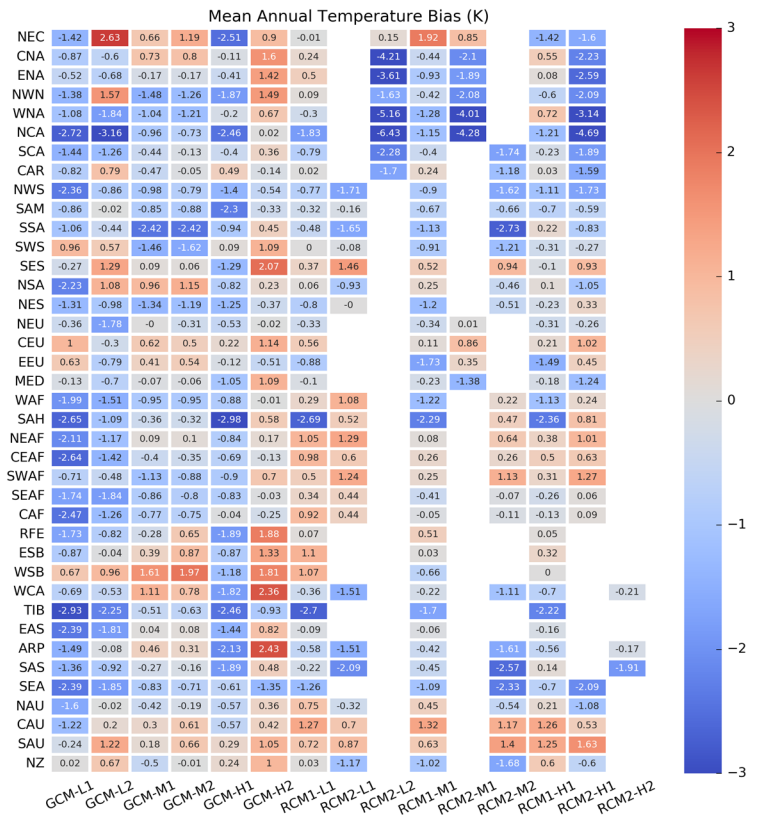 Mean Annual Temperature Bias (K)
NEC -1.42 2.63 0.66 1.19 -2.51 0.9 -0.01 0.15 1.92 0.85 -1.42 -1.6
CNA -0.87 -0.6 0.73 0.8 -0.11 1.6 0.24 -4.21 -0.44 -2.1 0.55 -2.23
ENA -0.52 -0.68 -0.17 -0.17 -0.41 1.42 0.5 -3.61 -0.93 -1.89 0.08 -2.59
NWN -1.38 1.57 -1.48 -1.26 -1.87 1.49 0.09 -1.63 -0.42 -2.08 -0.6 -2.09
WNA -1.08 -1.84 -1.04 -1.21 -0.2 0.67 -0.3 -5.16 -1.28 -4.01 0.72 -3.14
NCA -2.72 -3.16 -0.96 -0.73 -2.46 0.02 -1.83 -6.43 -1.15 -4.28 -1.21 -4.69
SCA -1.44 -1.26 -0.44 -0.13 -0.4 0.36 -0.79 -2.28 -0.4 -1.74 -0.23 -1.89
CAR -0.82 0.79 -0.47 -0.05 0.49 -0.14 0.02 -1.7 0.24 -1.18 0.03 -1.59
NWS -2.36 -0.86 -0.98 -0.79 -1.4 -0.54 -0.77 -1.71 -0.9 -1.62 -1.11 -1.73
SAM -0.86 -0.02 -0.85 -0.88 -2.3 -0.33 -0.32 -0.16 -0.67 -0.66 -0.7 -0.59
SSA -1.06 -0.44 -2.42 -2.42 -0.94 0.45 -0.48 -1.65 -1.13 -2.73 0.22 -0.83
SWS 0.96 0.57 -1.46 -1.62 0.09 1.09 0 -0.08 -0.91 -1.21 -0.31 -0.27
SES -0.27 1.29 0.09 0.06 -1.29 2.07 0.37 1.46 0.52 0.94 -0.1 0.93
NSA -2.23 1.08 0.96 1.15 -0.82 0.23 0.06 -0.93 0.25 -0.46 0.1 -1.05
NES -1.31 -0.98 -1.34 -1.19 -1.25 -0.37 -0.8 -0 -1.2 -0.51 -0.23 0.33
NEU -0.36 -1.78 -0 -0.31 -0.53 -0.02 -0.33 -0.34 0.01 -0.31 -0.26
CEU 1 -0.3 0.62 0.5 0.22 1.14 0.56 0.11 0.86 0.21 1.02
EEU 0.63 -0.79 0.41 0.54 -0.12 -0.51 -0.88 -1.73 0.35 -1.49 0.45
MED -0.13 -0.7 -0.07 -0.06 -1.05 1.09 -0.1 -0.23 -1.38 -0.18 -1.24
WAF -1.99 -1.51 -0.95 -0.95 -0.88 -0.01 0.29 1.08 -1.22 0.22 -1.13 0.24
SAH -2.65 -1.09 -0.36 -0.32 -2.98 0.58 -2.69 0.52 -2.29 0.47 -2.36 0.81
NEAF -2.11 -1.17 0.09 0.1 -0.84 0.17 1.05 1.29 0.08 0.64 0.38 1.01
CEAF -2.64 -1.42 -0.4 -0.35 -0.69 -0.13 0.98 0.6 0.26 0.26 0.5 0.63
SWAF -0.71 -0.48 -1.13 -0.88 -0.9 0.7 0.5 1.24 0.25 1.13 0.31 1.27
SEAF -1.74 -1.84 -0.86 -0.8 -0.83 -0.03 0.34 0.44 -0.41 -0.07 -0.26 0.06
CAF -2.47 -1.26 -0.77 -0.75 -0.04 -0.25 0.92 0.44 -0.05 -0.11 -0.13 0.09
RFE -1.73 -0.82 -0.28 0.65 -1.89 1.88 0.07 0.51 0.05
ESB -0.87 -0.04 0.39 0.87 -0.87 1.33 1.1 0.03 0.32
WSB 0.67 0.96 1.61 1.97 -1.18 1.81 1.07 -0.66 0
WCA -0.69 -0.53 1.11 0.78 -1.82 2.36 -0.26 -1.51 -0.22 -1.11 -0.7 -0.21
TIB -2.93 -2.25 -0.51 -0.63 -2.46 -0.93 -2.7 -1.7 -2.22
EAS -2.39 -1.81 0.04 0.08 -1.44 0.82 -0.09 -0.06 -0.16
ARP -1.49 -0.08 0.46 0.31 -2.13 2.43 -0.58 -1.51 -0.42 -1.61 -0.56 -0.17
SAS -1.36 -0.92 -0.27 -0.16 -1.89 0.48 -0.22 -2.09 -0.45 -2.57 0.14 -1.91
SEA -2.39 -1.85 -0.83 -0.71 -0.61 -1.35 -1.26 -1.09 -2.33 -0.7 -2.09
NAU -1.6 -0.02 -0.42 -0.19 -0.57 0.36 0.75 -0.32 0.45 -0.54 0.21 -1.08
CAU -1.22 0.2 0.3 0.61 -0.57 0.42 1.27 0.7 1.32 1.17 1.26 0.53
SAU -0.24 1.22 0.18 0.66 0.29 1.05 0.72 0.87 0.63 1.4 1.25 1.63
NZ 0.02 0.67 -0.5 -0.01 0.24 1 0.03 -1.17 -1.02 -1.68 0.6 -0.6
GCM-L1 GCM-L2 GCM-M1 GCM-M2 GCM-H1 GCM-H2 RCM1-L1 RCM2-L1 RCM2-L2 RCM1-M1 RCM2-M1 RCM2-M2 RCM1-H1 RCM2-H1 RCM2-H2
3
2
1
0
−1
−2
−3